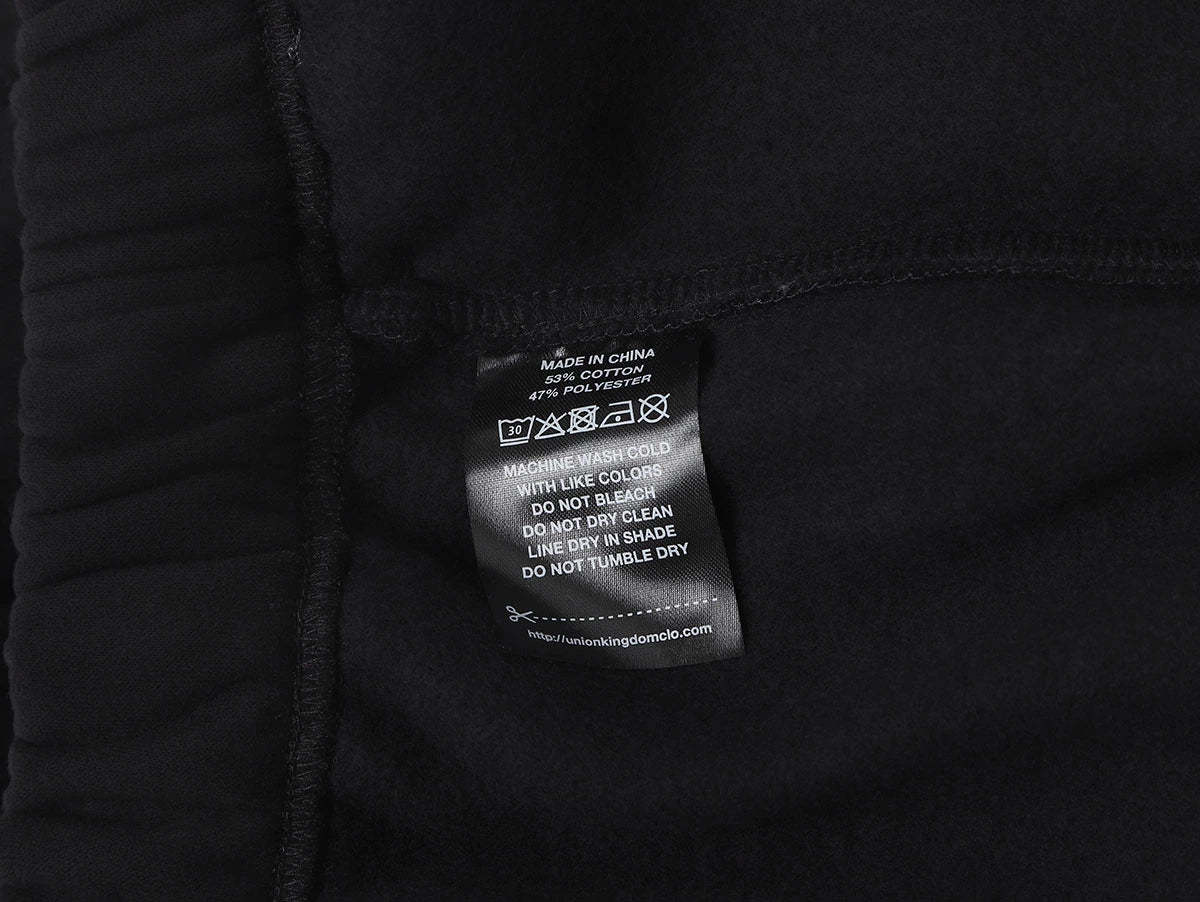 MADE IN CHINA
53% COTTON
47% POLYESTER
30
MACHINE WASH COLD
WITH LIKE COLORS
DO NOT BLEACH
DO NOT DRY CLEAN
LINE DRY IN SHADE
DO NOT TUMBLE DRY
http://unionkingdomclo.com